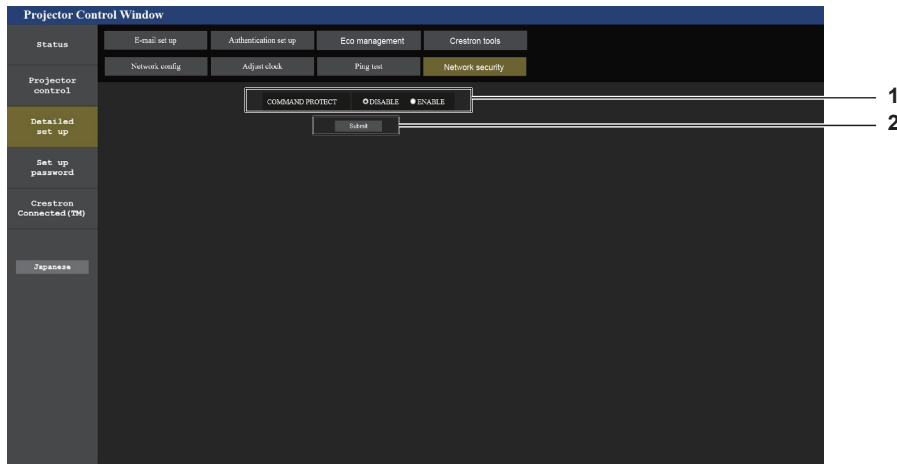 Projector Control Window
Status
E-mail set up
Authentication set up
Eco management
Crestron tools
Network config
Adjust clock
Ping test
Network security
Projector
control
COMMAND PROTECT DISABLE ENABLE
1
Submit
2
Detailed
set up
Set up
password
Crestron
Connected(TM)
Japanese